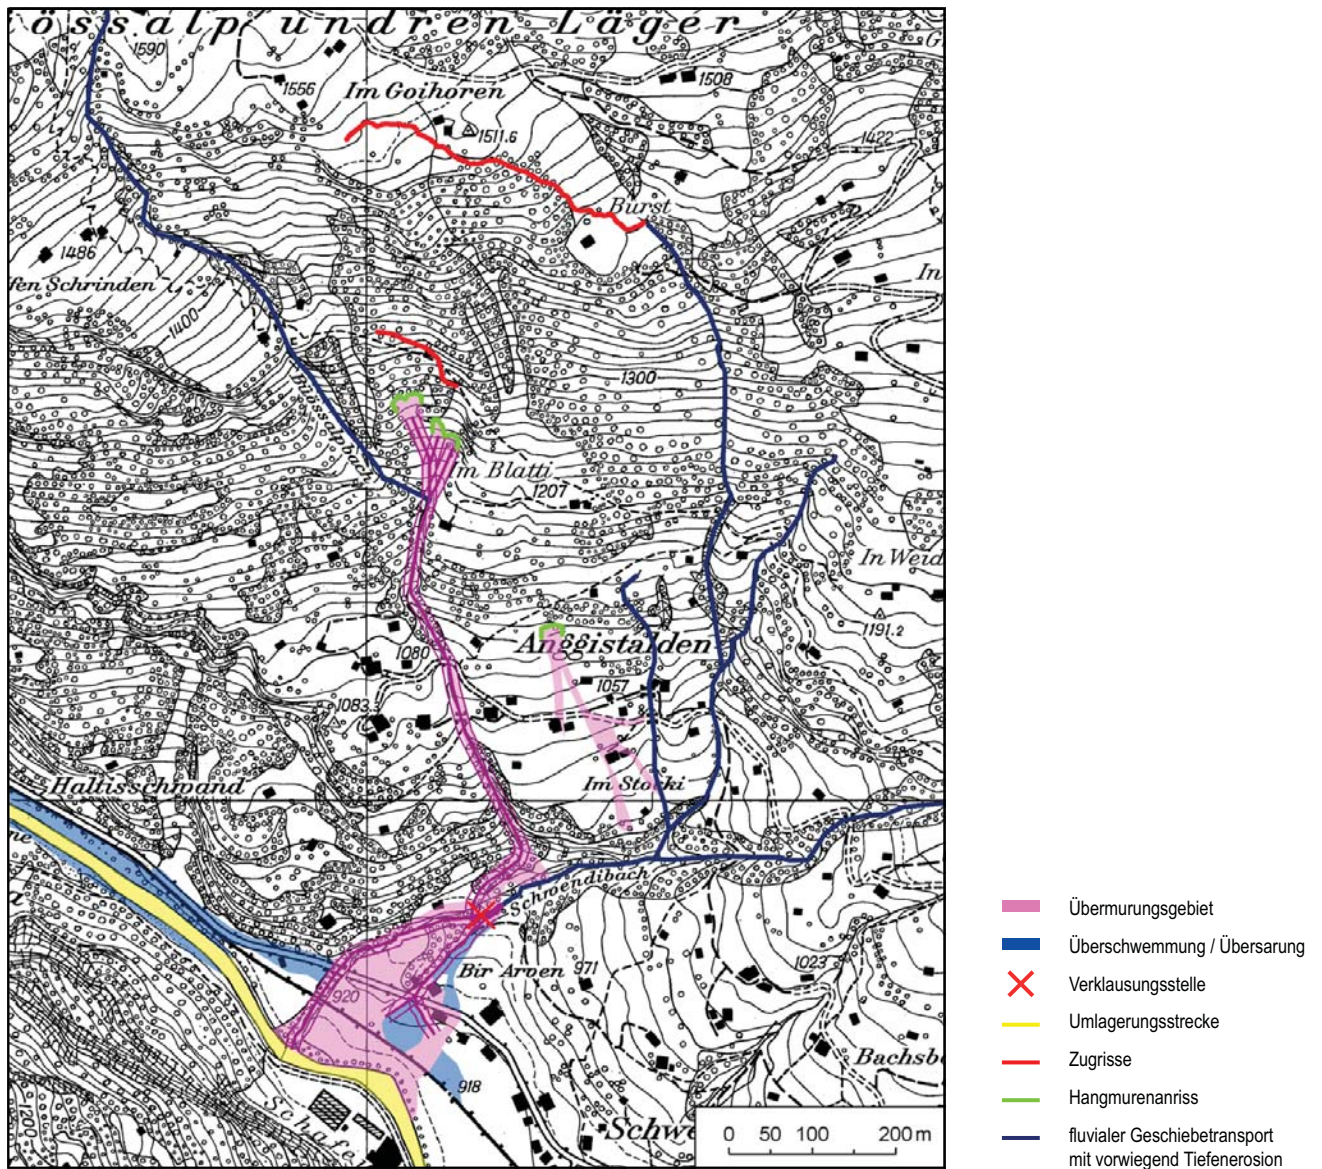 össalp undren Läger
1590
1556
Im Goihoren
1508
1511.6
1422
Burst
1486
fen Schrinden
In
1400
1300
Bitussalpbach
Im Blatti
1207
In Weid
Anggistalden
1191.2
1080
1057
1083.3
Im Stocki
Haltisschwand
Schwendibach
Bir Arven 971
1023
920
918
Bachsb
Schafe
Schwe
1200
0 50 100 200 m
Übermurungsgebiet
Überschwemmung / Übersarung
Verklausungsstelle
Umlagerungsstrecke
Zugrisse
Hangmurenanriss
fluvialer Geschiebetransport
mit vorwiegend Tiefenerosion